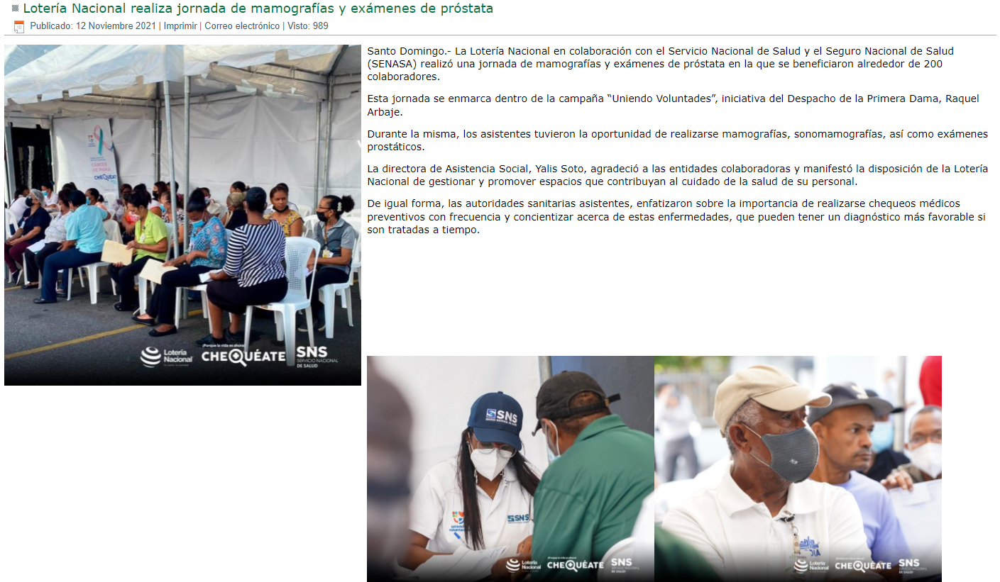 Lotería Nacional realiza jornada de mamografías y exámenes de próstata
Publicado: 12 Noviembre 2021 | Imprimir | Correo electrónico | Visto: 989
Santo Domingo.- La Lotería Nacional en colaboración con el Servicio Nacional de Salud y el Seguro Nacional de Salud
(SENASA) realizó una jornada de mamografías y exámenes de próstata en la que se beneficiaron alrededor de 200
colaboradores.
Esta jornada se enmarca dentro de la campaña “Uniendo Voluntades”, iniciativa del Despacho de la Primera Dama, Raquel
Arbaje.
Durante la misma, los asistentes tuvieron la oportunidad de realizarse mamografías, sonomamografías, así como exámenes
prostáticos.
La directora de Asistencia Social, Yalis Soto, agradeció a las entidades colaboradoras y manifestó la disposición de la Lotería
Nacional de gestionar y promover espacios que contribuyan al cuidado de la salud de su personal.
De igual forma, las autoridades sanitarias asistentes, enfatizaron sobre la importancia de realizarse chequeos médicos
preventivos con frecuencia y concientizar acerca de estas enfermedades, que pueden tener un diagnóstico más favorable si
son tratadas a tiempo.
CÁNCER
DE MAMA
CHEQUÉATE
¡Porque la vida es ahora!
Lotería
Nacional
CHEQUÉATE
SNS
SERVICIO NACIONAL
DE SALUD
SNS
uniendo
voluntades
SNS
Lotería
Nacional
CHEQUÉATE
SNS
SERVICIO NACIONAL
DE SALUD
Lotería
Nacional
CHEQUÉATE
SNS
SERVICIO NACIONAL
DE SALUD